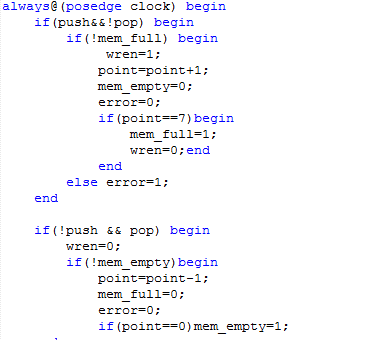 always@(posedge clock) begin
if(push&&!pop) begin
if(!mem_full) begin
wren=1;
point=point+1;
mem_empty=0;
error=0;
if(point==7)begin
mem_full=1;
wren=0;end
end
else error=1;
end
if(!push && pop) begin
wren=0;
if(!mem_empty)begin
point=point-1;
mem_full=0;
error=0;
if(point==0)mem_empty=1;